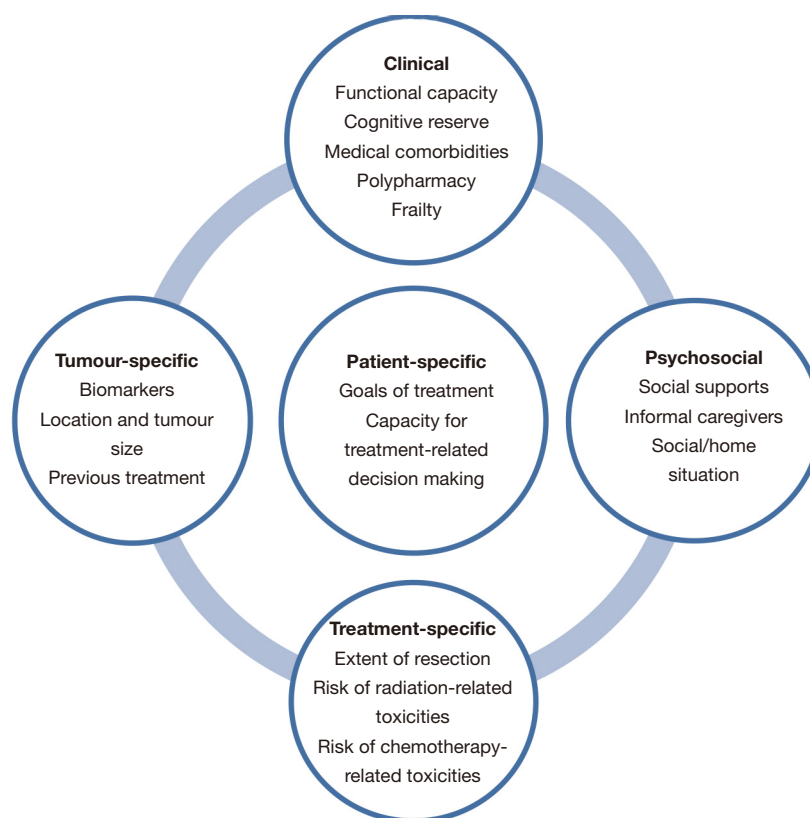 Clinical
Functional capacity
Cognitive reserve
Medical comorbidities
Polypharmacy
Frailty
Tumour-specific
Biomarkers
Location and tumour
size
Previous treatment
Patient-specific
Goals of treatment
Capacity for
treatment-related
decision making
Psychosocial
Social supports
Informal caregivers
Social/home
situation
Treatment-specific
Extent of resection
Risk of radiation-related
toxicities
Risk of chemotherapy-
related toxicities